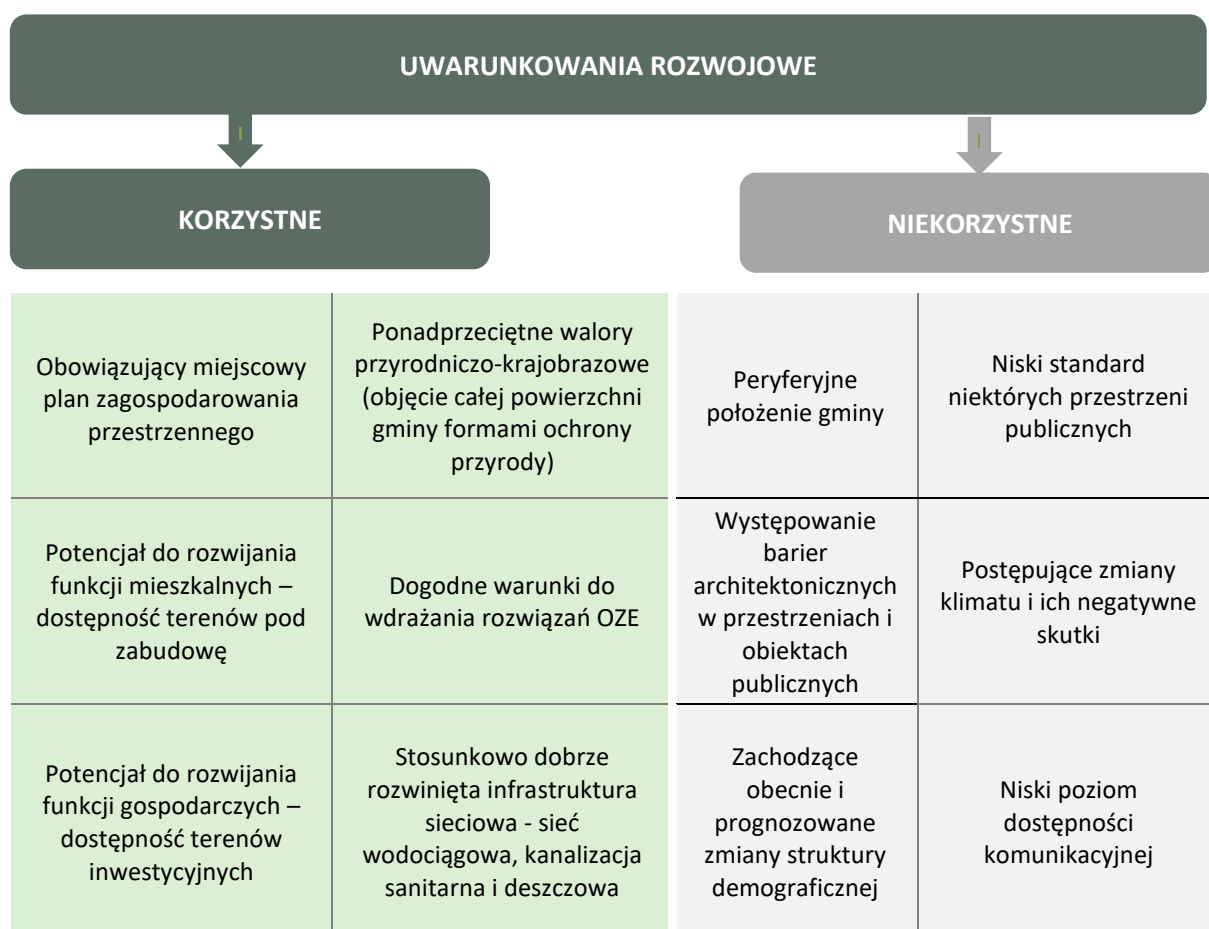 UWARUNKOWANIA ROZWOJOWE
KORZYSTNE
NIEKORZYSTNE
Obowiązujący miejscowy
plan zagospodarowania
przestrzennego
Ponadprzeciętne walory
przyrodniczo-krajobrazowe
(objęcie całej powierzchni
gminy formami ochrony
przyrody)
Peryferyjne
położenie gminy
Niski standard
niektórych przestrzeni
publicznych
Potencjał do rozwijania
funkcji mieszkalnych –
dostępność terenów pod
zabudowę
Dogodne warunki do
wdrażania rozwiązań OZE
Występowanie
barier
architektonicznych
w przestrzeniach i
obiektach
publicznych
Postępujące zmiany
klimatu i ich negatywne
skutki
Potencjał do rozwijania
funkcji gospodarczych –
dostępność terenów
inwestycyjnych
Stosunkowo dobrze
rozwinięta infrastruktura
sieciowa - sieć
wodociągowa, kanalizacja
sanitarna i deszczowa
Zachodzące
obecnie i
prognozowane
zmiany struktury
demograficznej
Niski poziom
dostępności
komunikacyjnej